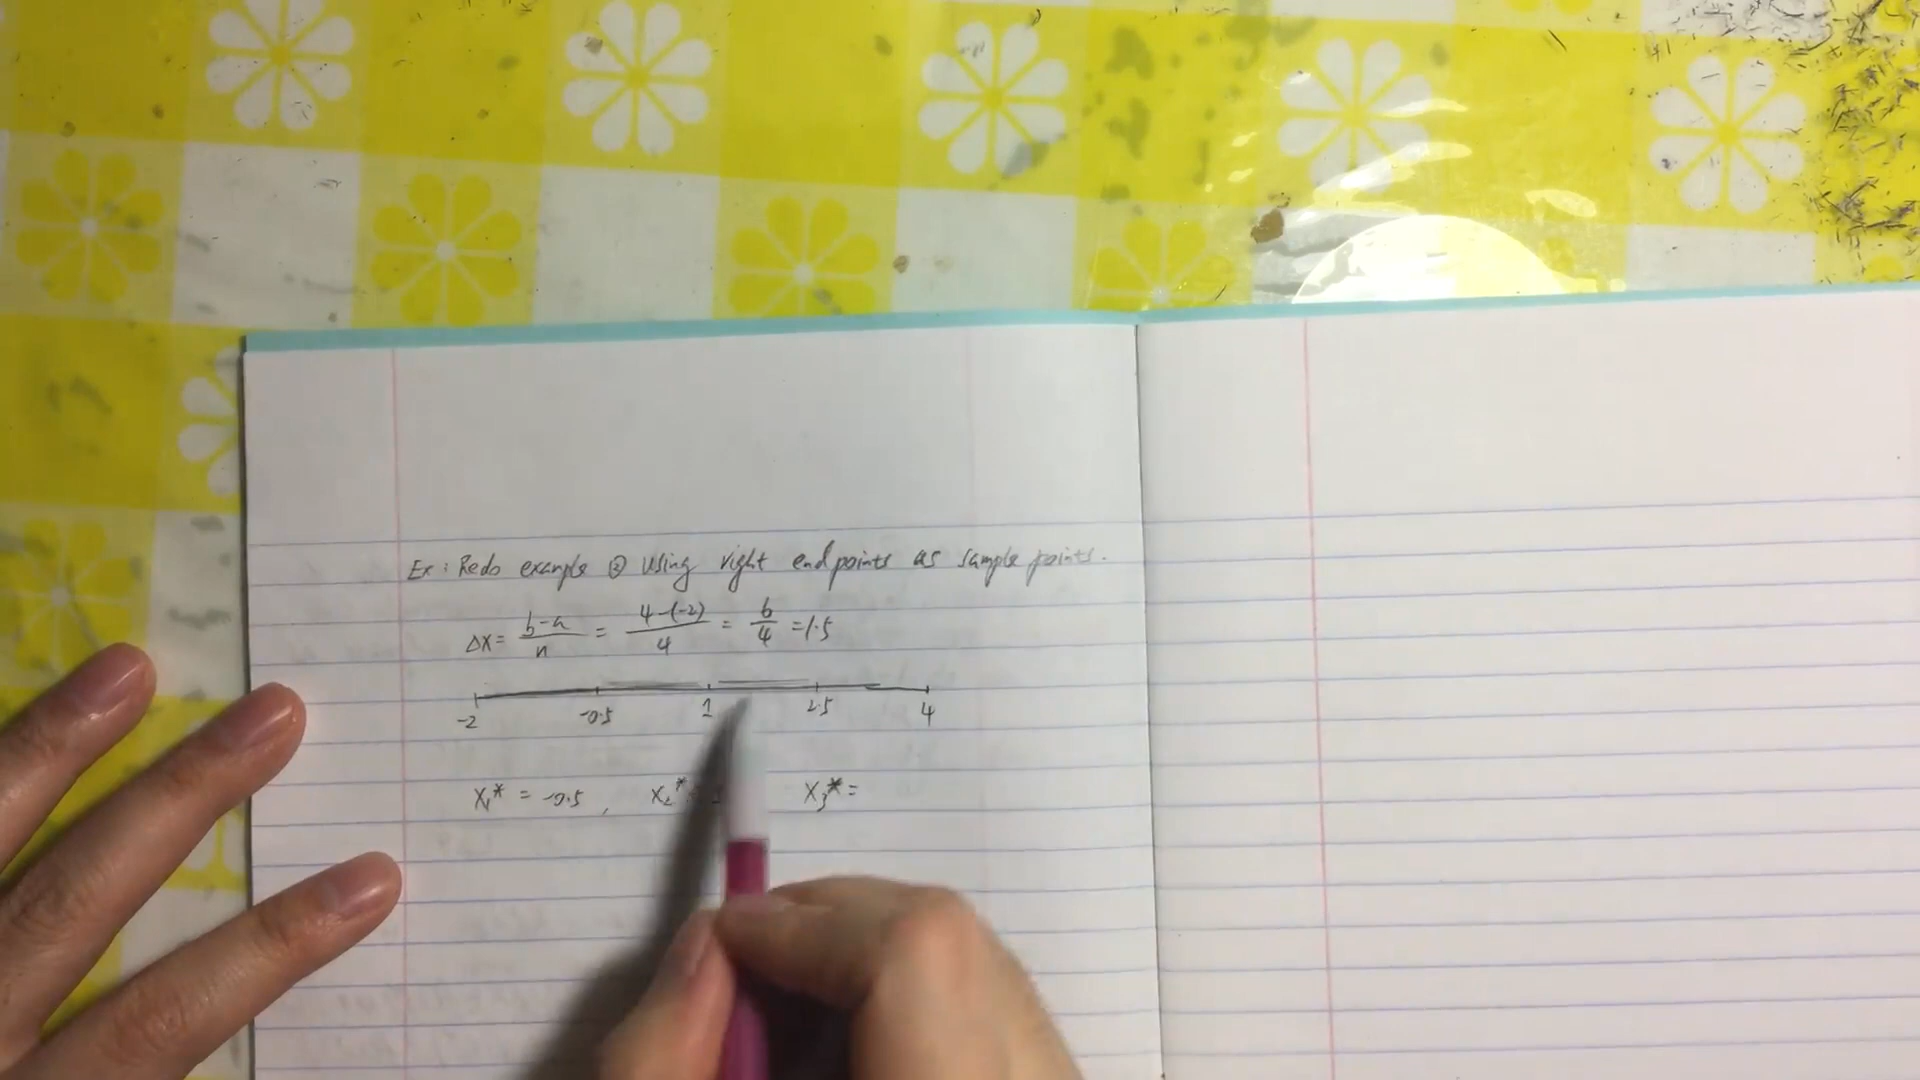 Ex: Redo example ③ using right endpoints as sample points.
Δx = b-a/n = 4-(-2)/4 = 6/4 = 1.5
-2 -0.5 1 2.5 4
x₁* = -0.5, x₂* x₃* =